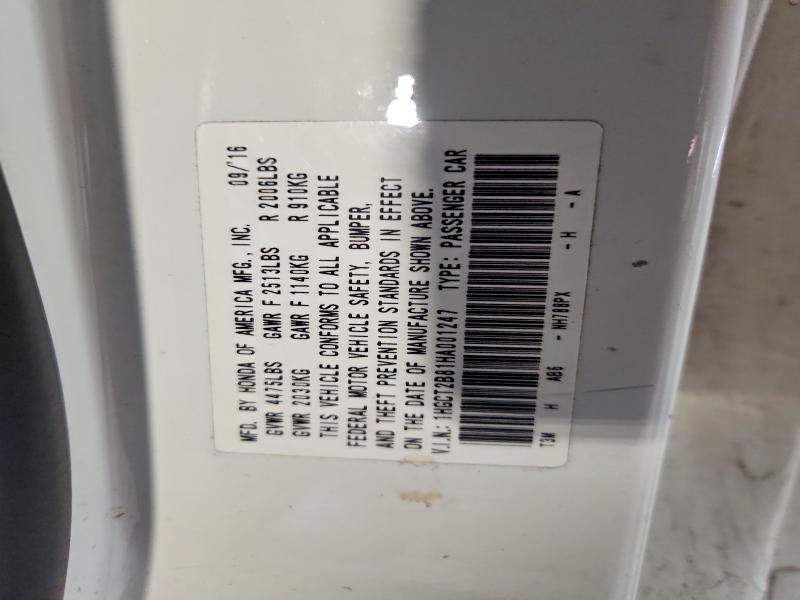 MFD. BY HONDA OF AMERICA MFG., INC. 09/'16
GVWR 4475LBS GAWR F 2513LBS R 2006LBS
GVWR 2030KG GAWR F 1140KG R 910KG
THIS VEHICLE CONFORMS TO ALL APPLICABLE
FEDERAL MOTOR VEHICLE SAFETY, BUMPER,
AND THEFT PREVENTION STANDARDS IN EFFECT
ON THE DATE OF MANUFACTURE SHOWN ABOVE.
V.I.N.: 1HGCT2B81HA001247 TYPE: PASSENGER CAR
T3W H AB6 - NH788PX - H - A